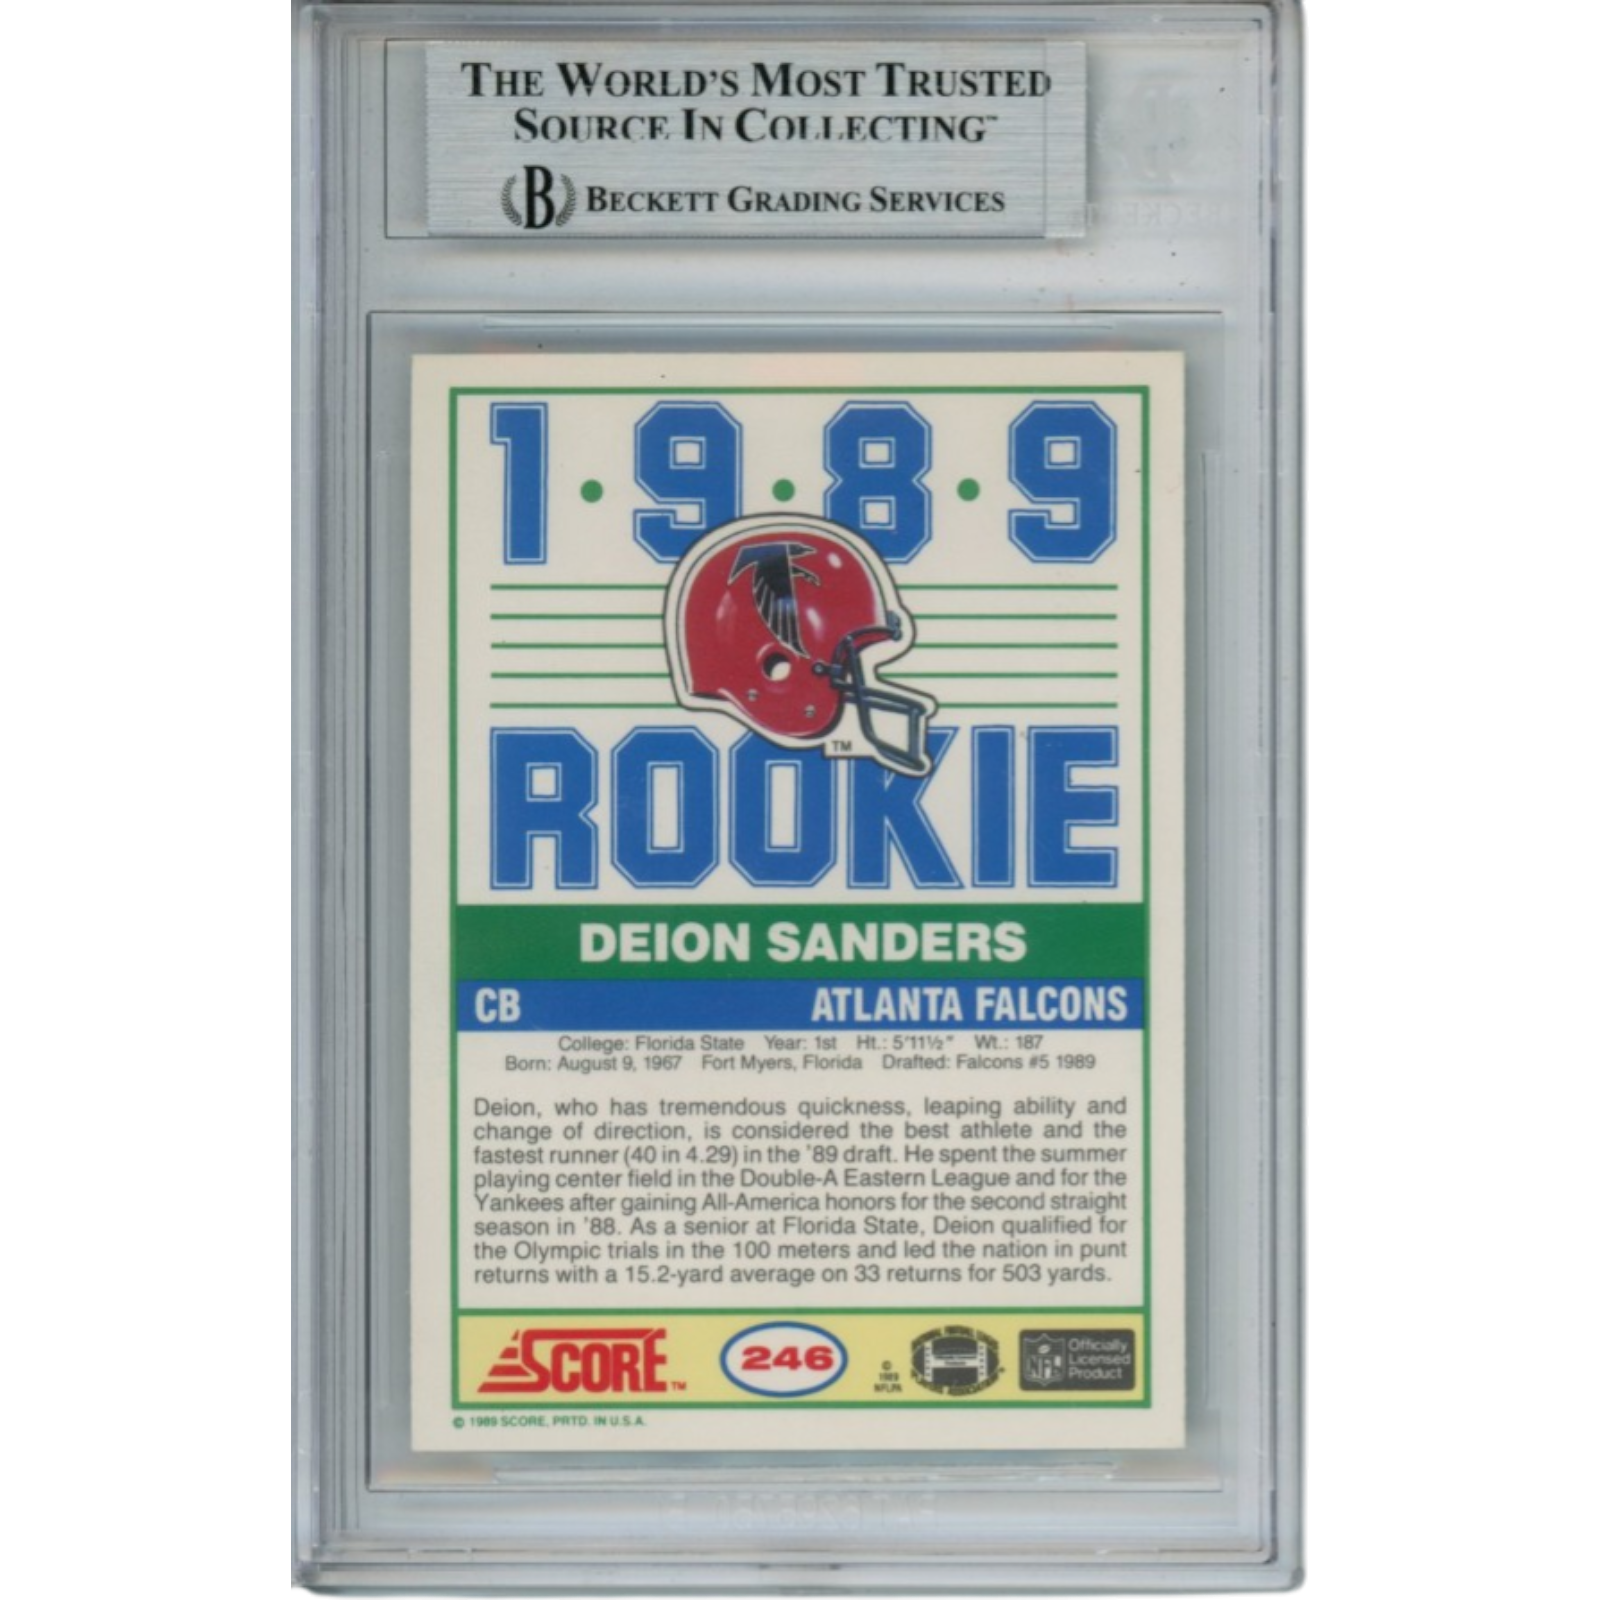 THE WORLD'S MOST TRUSTED
SOURCE IN COLLECTING™
B BECKETT GRADING SERVICES
1·9·8·9
TM
ROOKIE
DEION SANDERS
CB ATLANTA FALCONS
College: Florida State Year: 1st Ht.: 5'11½" Wt.: 187
Born: August 9, 1967 Fort Myers, Florida Drafted: Falcons #5 1989
Deion, who has tremendous quickness, leaping ability and
change of direction, is considered the best athlete and the
fastest runner (40 in 4.29) in the '89 draft. He spent the summer
playing center field in the Double-A Eastern League and for the
Yankees after gaining All-America honors for the second straight
season in '88. As a senior at Florida State, Deion qualified for
the Olympic trials in the 100 meters and led the nation in punt
returns with a 15.2-yard average on 33 returns for 503 yards.
SCORE™
246
©
1989
NFLPA
NFL
Officially
Licensed
Product
© 1989 SCORE, PRTD. IN U.S.A.